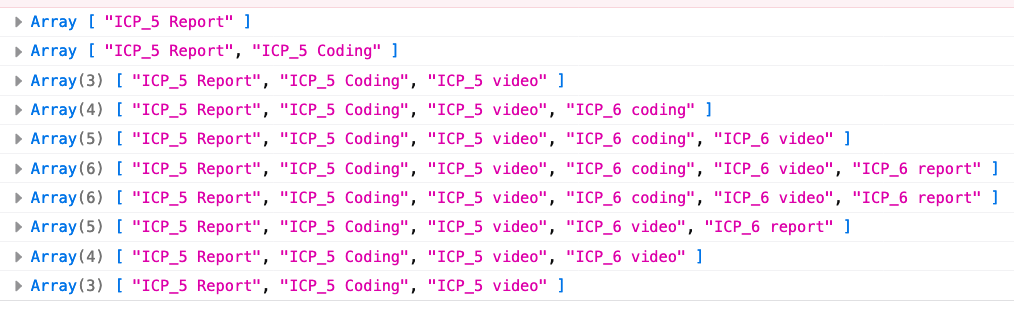 Array [ "ICP_5 Report" ]
Array [ "ICP_5 Report", "ICP_5 Coding" ]
Array(3) [ "ICP_5 Report", "ICP_5 Coding", "ICP_5 video" ]
Array(4) [ "ICP_5 Report", "ICP_5 Coding", "ICP_5 video", "ICP_6 coding" ]
Array(5) [ "ICP_5 Report", "ICP_5 Coding", "ICP_5 video", "ICP_6 coding", "ICP_6 video" ]
Array(6) [ "ICP_5 Report", "ICP_5 Coding", "ICP_5 video", "ICP_6 coding", "ICP_6 video", "ICP_6 report" ]
Array(6) [ "ICP_5 Report", "ICP_5 Coding", "ICP_5 video", "ICP_6 coding", "ICP_6 video", "ICP_6 report" ]
Array(5) [ "ICP_5 Report", "ICP_5 Coding", "ICP_5 video", "ICP_6 video", "ICP_6 report" ]
Array(4) [ "ICP_5 Report", "ICP_5 Coding", "ICP_5 video", "ICP_6 video" ]
Array(3) [ "ICP_5 Report", "ICP_5 Coding", "ICP_5 video" ]